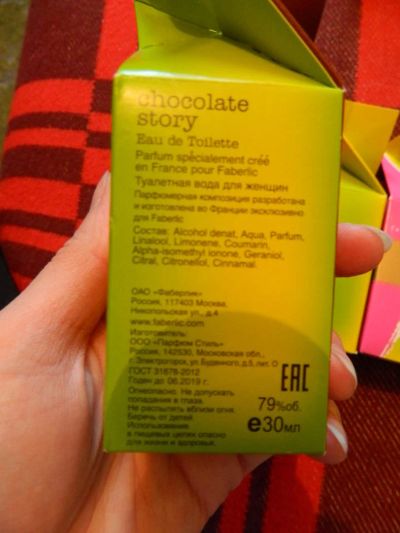 chocolate
story
Eau de Toilette
Parfum spécialement créé
en France pour Faberlic
Туалетная вода для женщин
Парфюмерная композиция разработана
и изготовлена во Франции эксклюзивно
для Faberlic
Состав: Alcohol denat, Aqua, Parfum,
Linalool, Limonene, Coumarin,
Alpha-isomethyl ionone, Geraniol,
Citral, Citronellol, Cinnamal.
ОАО «Фаберлик»
Россия, 117403 Москва,
Никопольская ул., д.4
www.faberlic.com
Изготовитель:
ООО «Парфюм Стиль»
Россия, 142530, Московская обл.,
г. Электрогорск, ул.Буденного, д.3, лит. О
ГОСТ 31678-2012
Годен до 06.2019 г.
Огнеопасно. Не допускать
попадания в глаза.
Не распылять вблизи огня.
Беречь от детей
Использование
в пищевых целях опасно
для жизни и здоровья.
EAC
79%об.
℮30мл